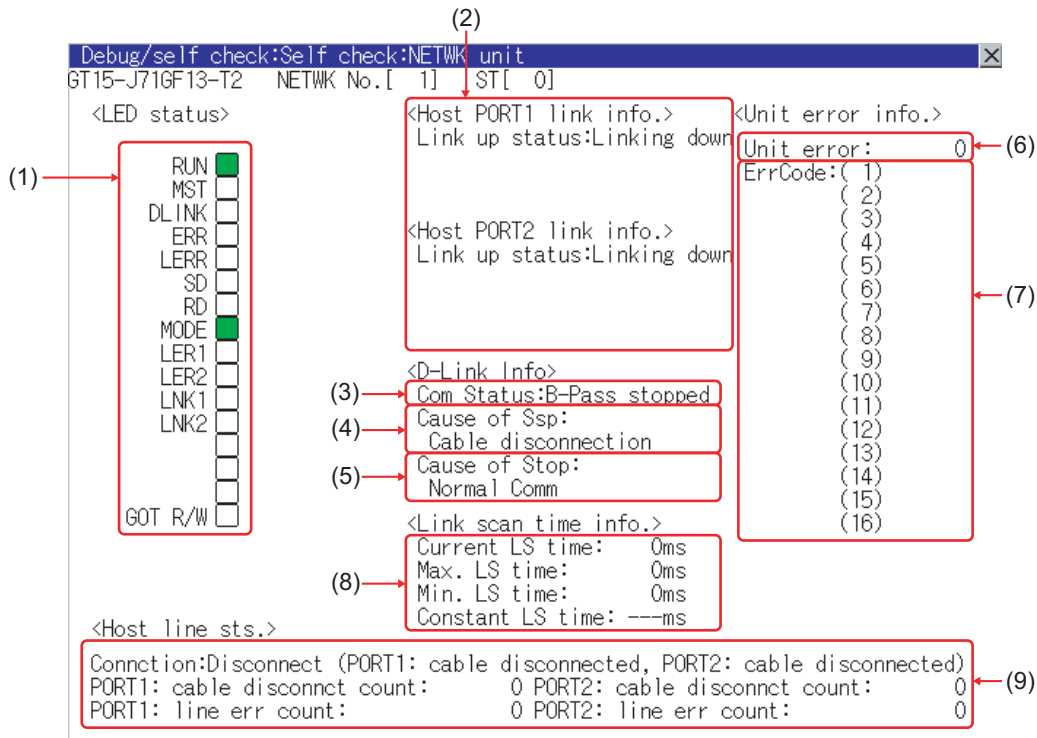 (2)
Debug/self check:Self check:NETWK unit
GT15-J71GF13-T2 NETWK No.[ 1] ST[ 0]
<LED status>
(1)
RUN
MST
DLINK
ERR
LERR
SD
RD
MODE
LER1
LER2
LNK1
LNK2
GOT R/W
<Host PORT1 link info.>
Link up status:Linking down
<Host PORT2 link info.>
Link up status:Linking down
<D-Link Info>
(3)
Com Status:B-Pass stopped
(4)
Cause of Ssp:
Cable disconnection
(5)
Cause of Stop:
Normal Comm
<Link scan time info.>
(8)
Current LS time: 0ms
Max. LS time: 0ms
Min. LS time: 0ms
Constant LS time: ---ms
<Unit error info.>
Unit error: 0
(6)
ErrCode:( 1)
( 2)
( 3)
( 4)
( 5)
( 6)
( 7)
( 8)
( 9)
(10)
(11)
(12)
(13)
(14)
(15)
(16)
(7)
<Host line sts.>
Connction:Disconnect (PORT1: cable disconnected, PORT2: cable disconnected)
PORT1: cable disconnct count: 0 PORT2: cable disconnct count: 0
PORT1: line err count: 0 PORT2: line err count: 0
(9)